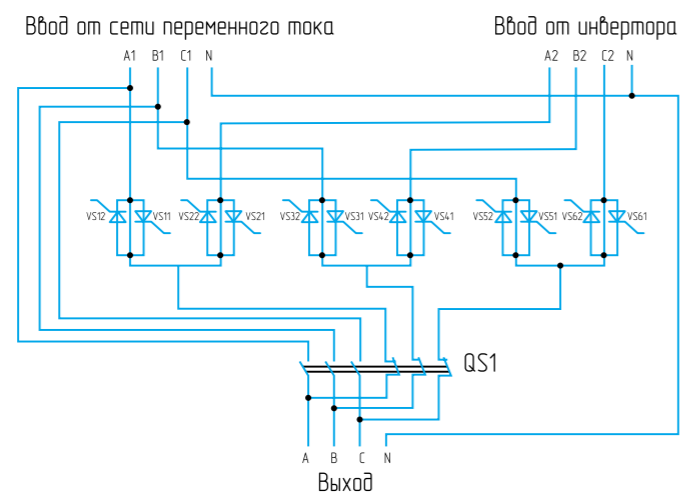 Ввод от сети переменного тока Ввод от инвертора
A1 B1 C1 N A2 B2 C2 N
VS12 VS11 VS22 VS21 VS32 VS31 VS42 VS41 VS52 VS51 VS62 VS61
QS1
A B C N
Выход